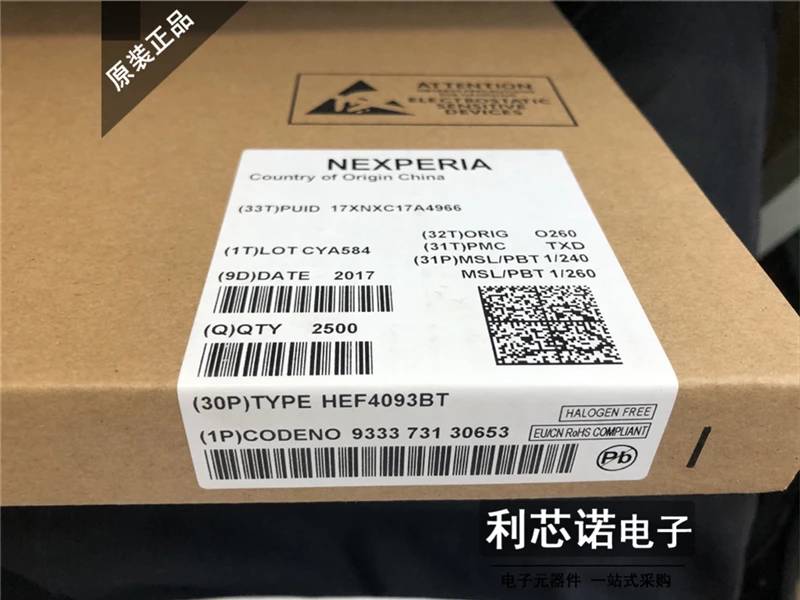 原装正品
ATTENTION
ELECTROSTATIC
SENSITIVE
DEVICES
NEXPERIA
Country of Origin China
(33T)PUID 17XNXC17A4966
(32T)ORIG O260
(1T)LOT CYA584
(31T)PMC TXD
(31P)MSL/PBT 1/240
(9D)DATE 2017
MSL/PBT 1/260
(Q)QTY 2500
(30P)TYPE HEF4093BT
HALOGEN FREE
(1P)CODENO 9333 731 30653
EU/CN RoHS COMPLIANT
Pb
利芯诺电子
电子元器件 一站式采购